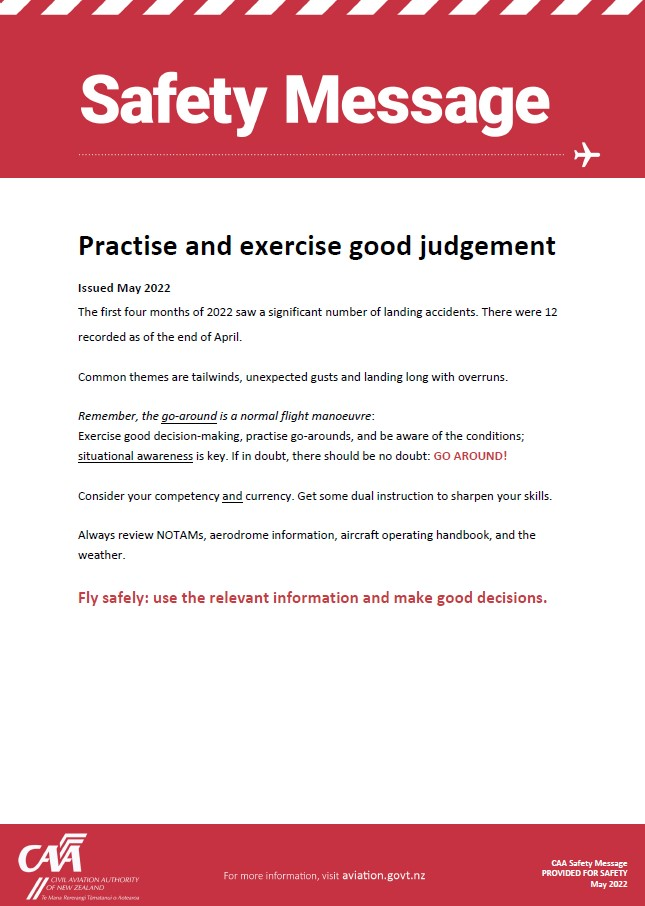 Safety Message
Practise and exercise good judgement
Issued May 2022
The first four months of 2022 saw a significant number of landing accidents. There were 12
recorded as of the end of April.
Common themes are tailwinds, unexpected gusts and landing long with overruns.
Remember, the go-around is a normal flight manoeuvre:
Exercise good decision-making, practise go-arounds, and be aware of the conditions;
situational awareness is key. If in doubt, there should be no doubt: GO AROUND!
Consider your competency and currency. Get some dual instruction to sharpen your skills.
Always review NOTAMs, aerodrome information, aircraft operating handbook, and the
weather.
Fly safely: use the relevant information and make good decisions.
CAA
CIVIL AVIATION AUTHORITY
OF NEW ZEALAND
Te Mana Rererangi Tūmatanui o Aotearoa
For more information, visit aviation.govt.nz
CAA Safety Message
PROVIDED FOR SAFETY
May 2022